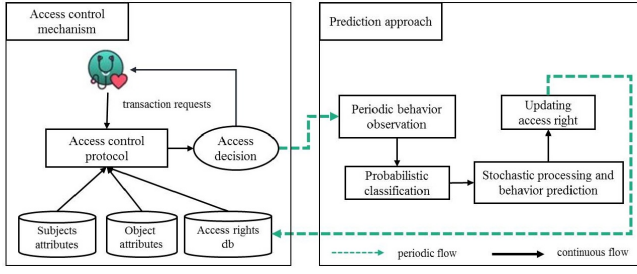 Access control
mechanism
transaction requests
Access control
protocol
Access
decision
Subjects
attributes
Object
attributes
Access rights
db
Prediction approach
Periodic behavior
observation
Probabilistic
classification
Stochastic processing and
behavior prediction
Updating
access right
periodic flow
continuous flow